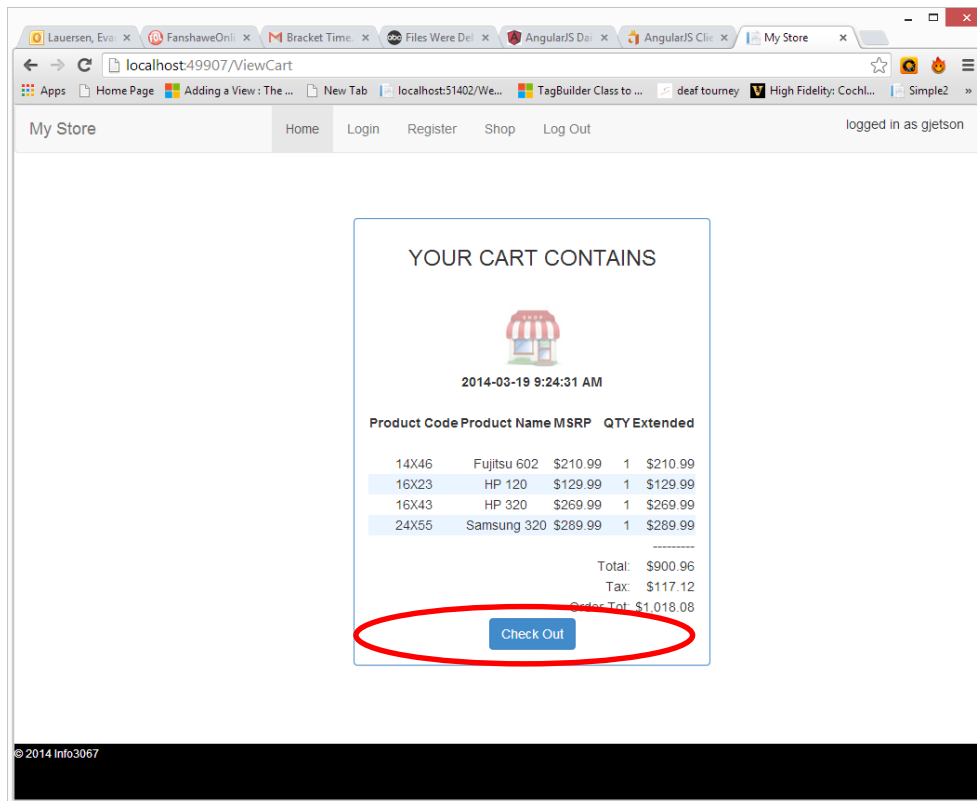 Lauersen, Eva
FanshaweOnli
Bracket Time.
Files Were Del
AngularJS Dai
AngularJS Clie
My Store
localhost:49907/ViewCart
Apps
Home Page
Adding a View : The ...
New Tab
localhost:51402/We...
TagBuilder Class to ...
deaf tourney
High Fidelity: Cochl...
Simple2
»
My Store
Home
Login
Register
Shop
Log Out
logged in as gjetson
YOUR CART CONTAINS
SHOP
2014-03-19 9:24:31 AM
Product Code Product Name MSRP QTY Extended
14X46 Fujitsu 602 $210.99 1 $210.99
16X23 HP 120 $129.99 1 $129.99
16X43 HP 320 $269.99 1 $269.99
24X55 Samsung 320 $289.99 1 $289.99
---------
Total: $900.96
Tax: $117.12
Order Tot: $1,018.08
Check Out
© 2014 Info3067